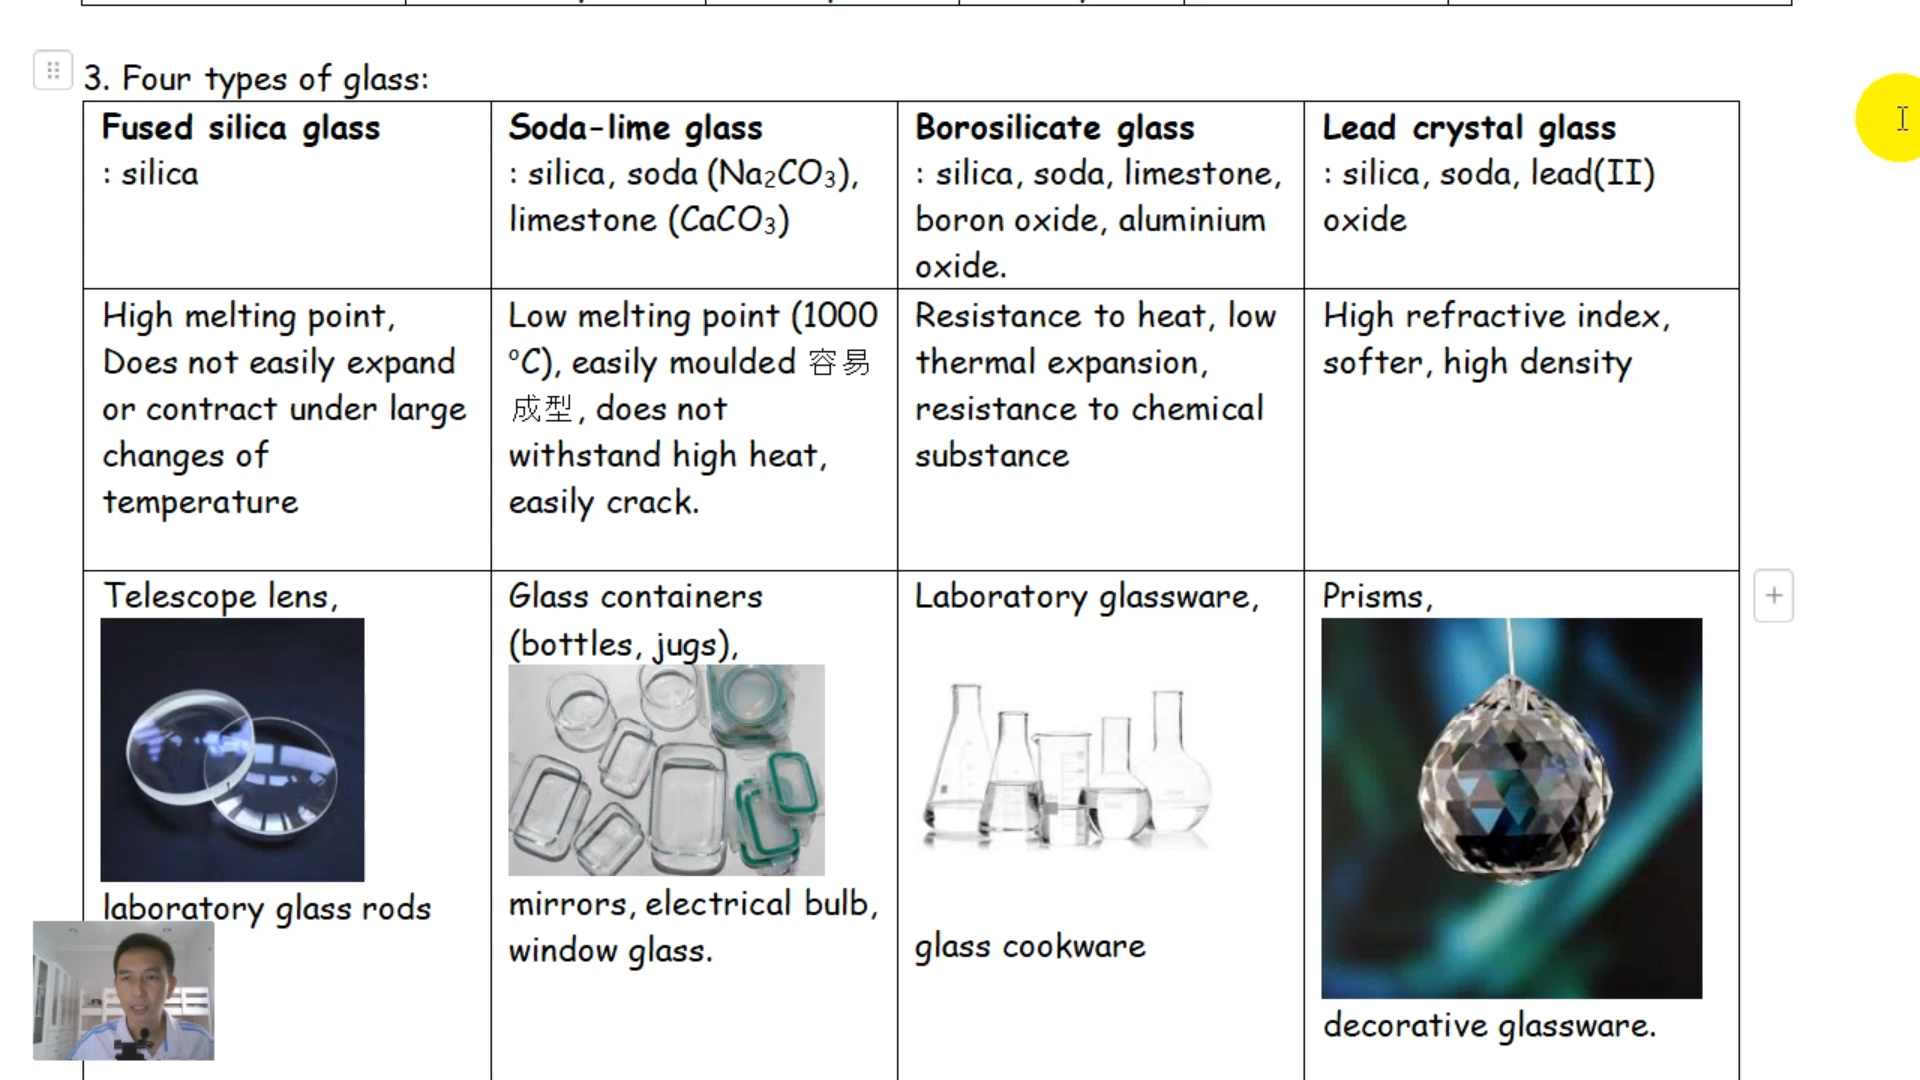 3. Four types of glass:
Fused silica glass
: silica
Soda-lime glass
: silica, soda (Na₂CO₃),
limestone (CaCO₃)
Borosilicate glass
: silica, soda, limestone,
boron oxide, aluminium
oxide.
Lead crystal glass
: silica, soda, lead(II)
oxide
High melting point,
Does not easily expand
or contract under large
changes of
temperature
Low melting point (1000
°C), easily moulded 容易
成型, does not
withstand high heat,
easily crack.
Resistance to heat, low
thermal expansion,
resistance to chemical
substance
High refractive index,
softer, high density
Telescope lens,
laboratory glass rods
Glass containers
(bottles, jugs),
mirrors, electrical bulb,
window glass.
Laboratory glassware,
glass cookware
Prisms,
decorative glassware.